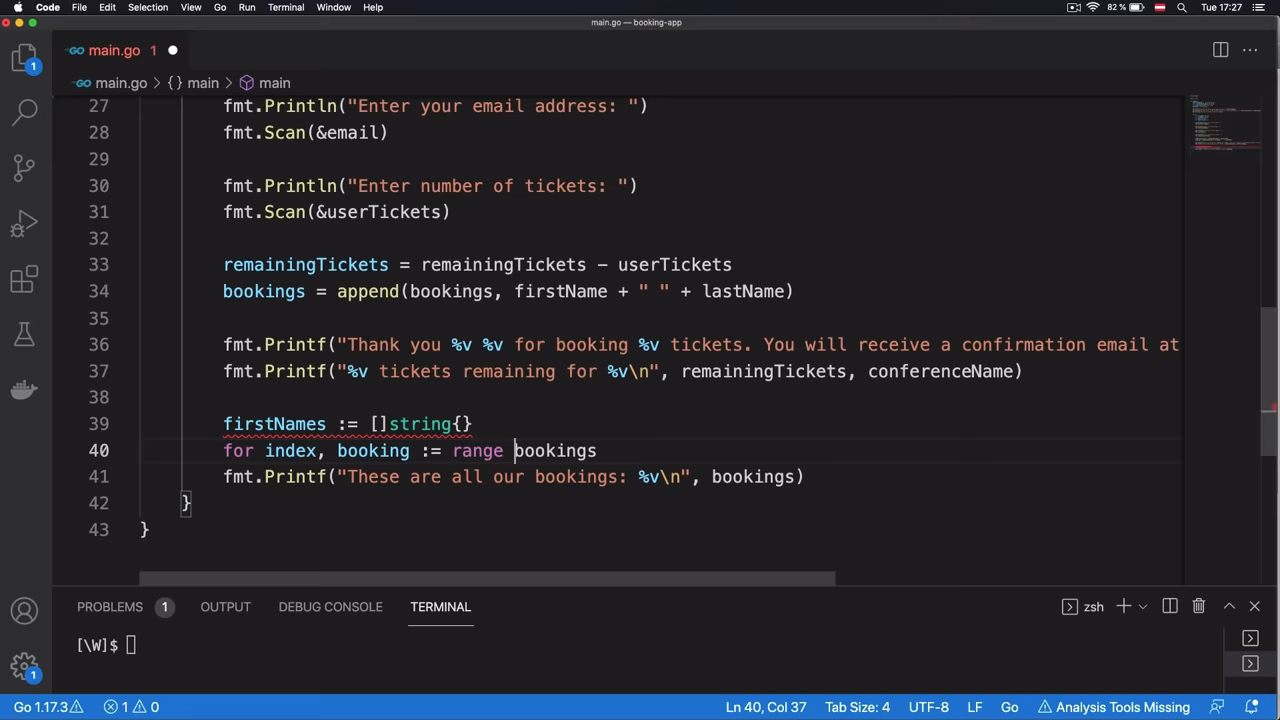 Code File Edit Selection View Go Run Terminal Window Help 82 % Tue 17:27
main.go — booking-app
main.go 1
main.go > {} main > main
27 fmt.Println("Enter your email address: ")
28 fmt.Scan(&email)
29
30 fmt.Println("Enter number of tickets: ")
31 fmt.Scan(&userTickets)
32
33 remainingTickets = remainingTickets - userTickets
34 bookings = append(bookings, firstName + " " + lastName)
35
36 fmt.Printf("Thank you %v %v for booking %v tickets. You will receive a confirmation email at
37 fmt.Printf("%v tickets remaining for %v\n", remainingTickets, conferenceName)
38
39 firstNames := []string{}
40 for index, booking := range bookings
41 fmt.Printf("These are all our bookings: %v\n", bookings)
42 }
43 }
PROBLEMS 1 OUTPUT DEBUG CONSOLE TERMINAL zsh
[\W]$
Go 1.17.3 1 0 Ln 40, Col 37 Tab Size: 4 UTF-8 LF Go Analysis Tools Missing
1
1